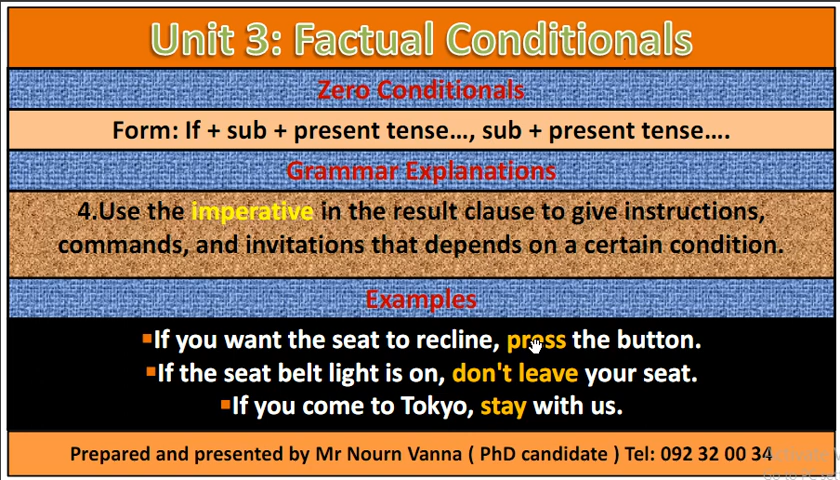 Unit 3: Factual Conditionals
Zero Conditionals
Form: If + sub + present tense…, sub + present tense….
Grammar Explanations
4.Use the imperative in the result clause to give instructions,
commands, and invitations that depends on a certain condition.
Examples
▪If you want the seat to recline, press the button.
▪If the seat belt light is on, don't leave your seat.
▪If you come to Tokyo, stay with us.
Prepared and presented by Mr Nourn Vanna ( PhD candidate ) Tel: 092 32 00 34